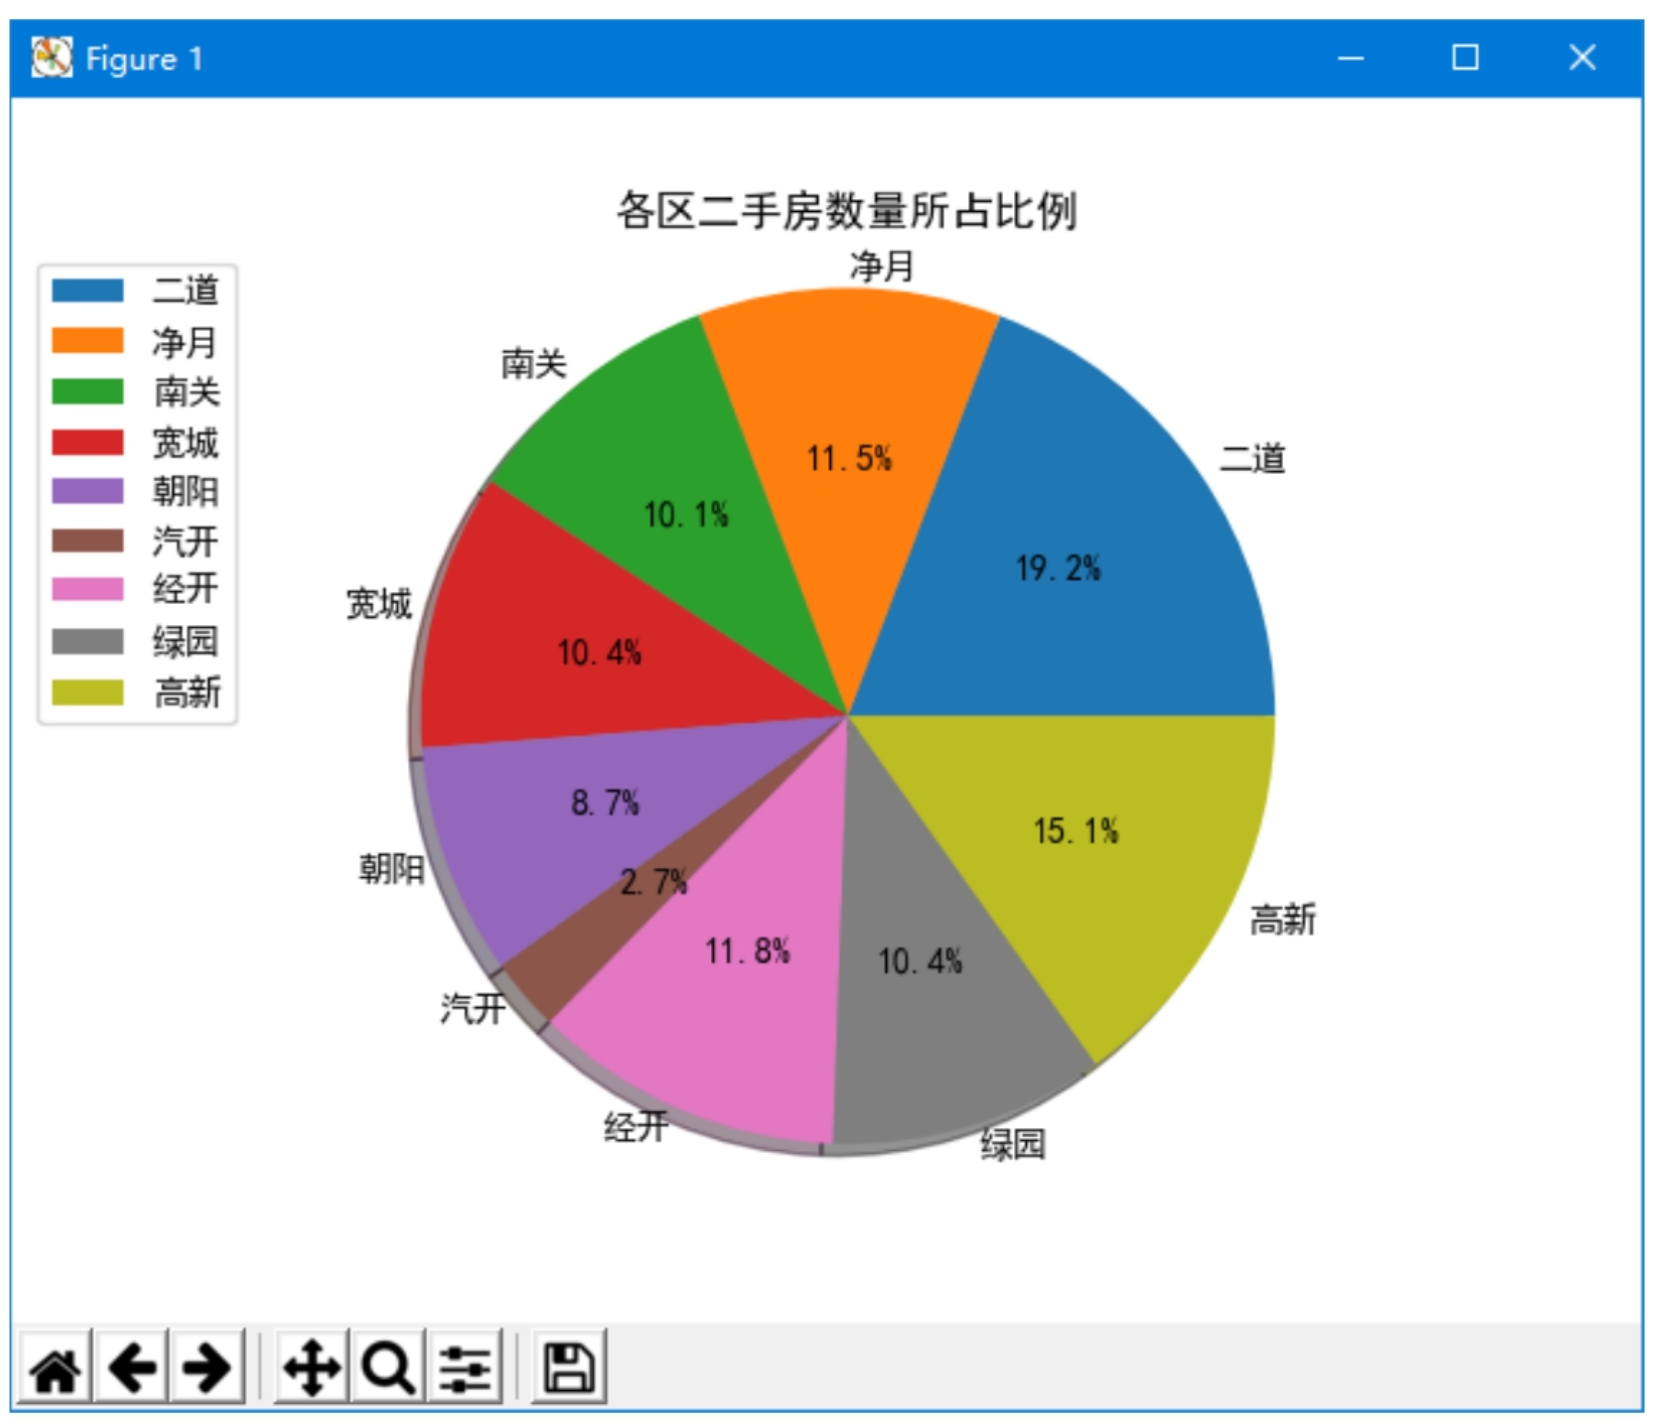 Figure 1
各区二手房数量所占比例
二道
净月
南关
宽城
朝阳
汽开
经开
绿园
高新
净月
南关
二道
11.5%
10.1%
19.2%
宽城
10.4%
8.7%
15.1%
朝阳
2.7%
高新
11.8%
10.4%
汽开
经开
绿园